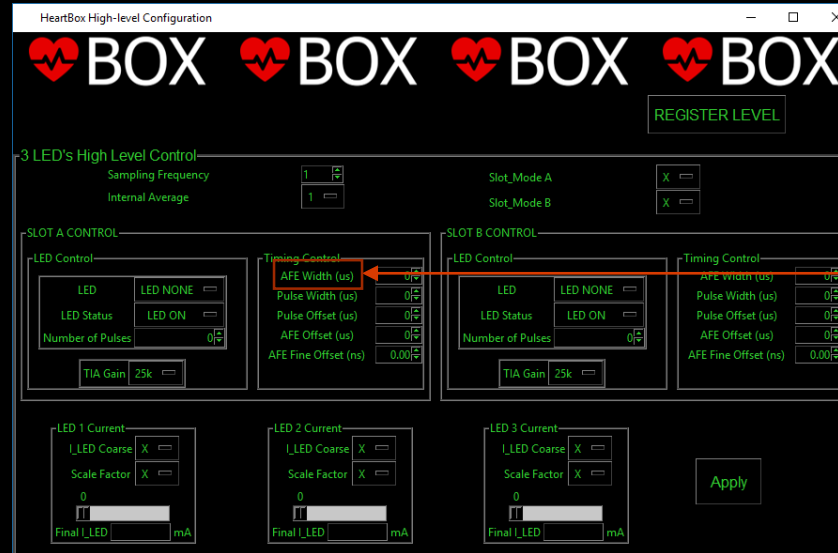 HeartBox High-level Configuration
BOX BOX BOX BOX
REGISTER LEVEL
3 LED's High Level Control
Sampling Frequency 1
Slot_Mode A X
Internal Average 1
Slot_Mode B X
SLOT A CONTROL
LED Control
LED LED NONE
LED Status LED ON
Number of Pulses 0
TIA Gain 25k
Timing Control
AFE Width (us) 0
Pulse Width (us) 0
Pulse Offset (us) 0
AFE Offset (us) 0
AFE Fine Offset (ns) 0.00
SLOT B CONTROL
LED Control
LED LED NONE
LED Status LED ON
Number of Pulses 0
TIA Gain 25k
Timing Control
AFE Width (us) 0
Pulse Width (us) 0
Pulse Offset (us) 0
AFE Offset (us) 0
AFE Fine Offset (ns) 0.00
LED 1 Current
I_LED Coarse X
Scale Factor X
0
Final I_LED mA
LED 2 Current
I_LED Coarse X
Scale Factor X
0
Final I_LED mA
LED 3 Current
I_LED Coarse X
Scale Factor X
0
Final I_LED mA
Apply